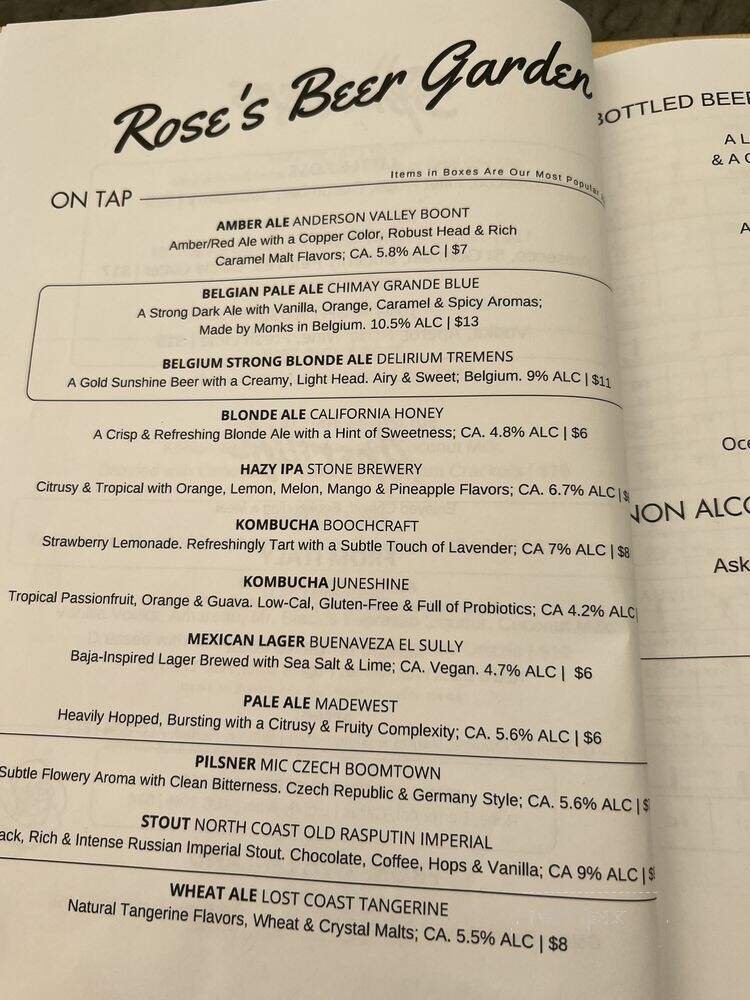 Rose's Beer Garden
Items in Boxes Are Our Most Popular
ON TAP
AMBER ALE ANDERSON VALLEY BOONT
Amber/Red Ale with a Copper Color, Robust Head & Rich
Caramel Malt Flavors; CA. 5.8% ALC | $7
BELGIAN PALE ALE CHIMAY GRANDE BLUE
A Strong Dark Ale with Vanilla, Orange, Caramel & Spicy Aromas;
Made by Monks in Belgium. 10.5% ALC | $13
BELGIUM STRONG BLONDE ALE DELIRIUM TREMENS
A Gold Sunshine Beer with a Creamy, Light Head. Airy & Sweet; Belgium. 9% ALC | $11
BLONDE ALE CALIFORNIA HONEY
A Crisp & Refreshing Blonde Ale with a Hint of Sweetness; CA. 4.8% ALC | $6
HAZY IPA STONE BREWERY
Citrusy & Tropical with Orange, Lemon, Melon, Mango & Pineapple Flavors; CA. 6.7% ALC | $
KOMBUCHA BOOCHCRAFT
Strawberry Lemonade. Refreshingly Tart with a Subtle Touch of Lavender; CA 7% ALC | $8
KOMBUCHA JUNESHINE
Tropical Passionfruit, Orange & Guava. Low-Cal, Gluten-Free & Full of Probiotics; CA 4.2% ALC |
MEXICAN LAGER BUENAVEZA EL SULLY
Baja-Inspired Lager Brewed with Sea Salt & Lime; CA. Vegan. 4.7% ALC | $6
PALE ALE MADEWEST
Heavily Hopped, Bursting with a Citrusy & Fruity Complexity; CA. 5.6% ALC | $6
PILSNER MIC CZECH BOOMTOWN
Subtle Flowery Aroma with Clean Bitterness. Czech Republic & Germany Style; CA. 5.6% ALC | $
STOUT NORTH COAST OLD RASPUTIN IMPERIAL
ack, Rich & Intense Russian Imperial Stout. Chocolate, Coffee, Hops & Vanilla; CA 9% ALC | $
WHEAT ALE LOST COAST TANGERINE
Natural Tangerine Flavors, Wheat & Crystal Malts; CA. 5.5% ALC | $8
BOTTLED BEE
A L
& A
A
Oce
NON ALCO
Ask